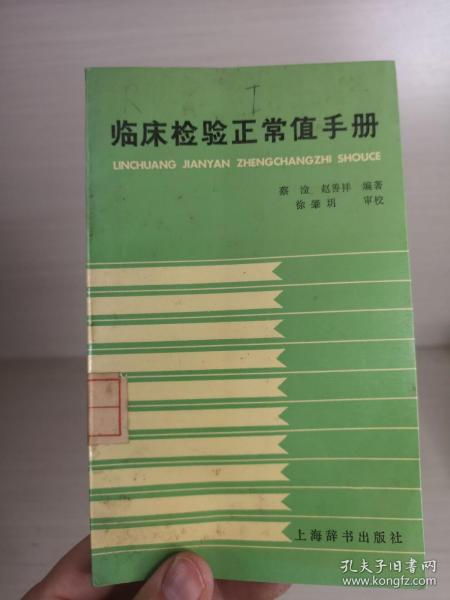 R T
临床检验正常值手册
LINCHUANG JIANYAN ZHENGCHANGZHI SHOUCE
蔡淦 赵善祥 编著
徐肇玥 审校
上海辞书出版社
孔夫子旧书网
www.kongfz.com